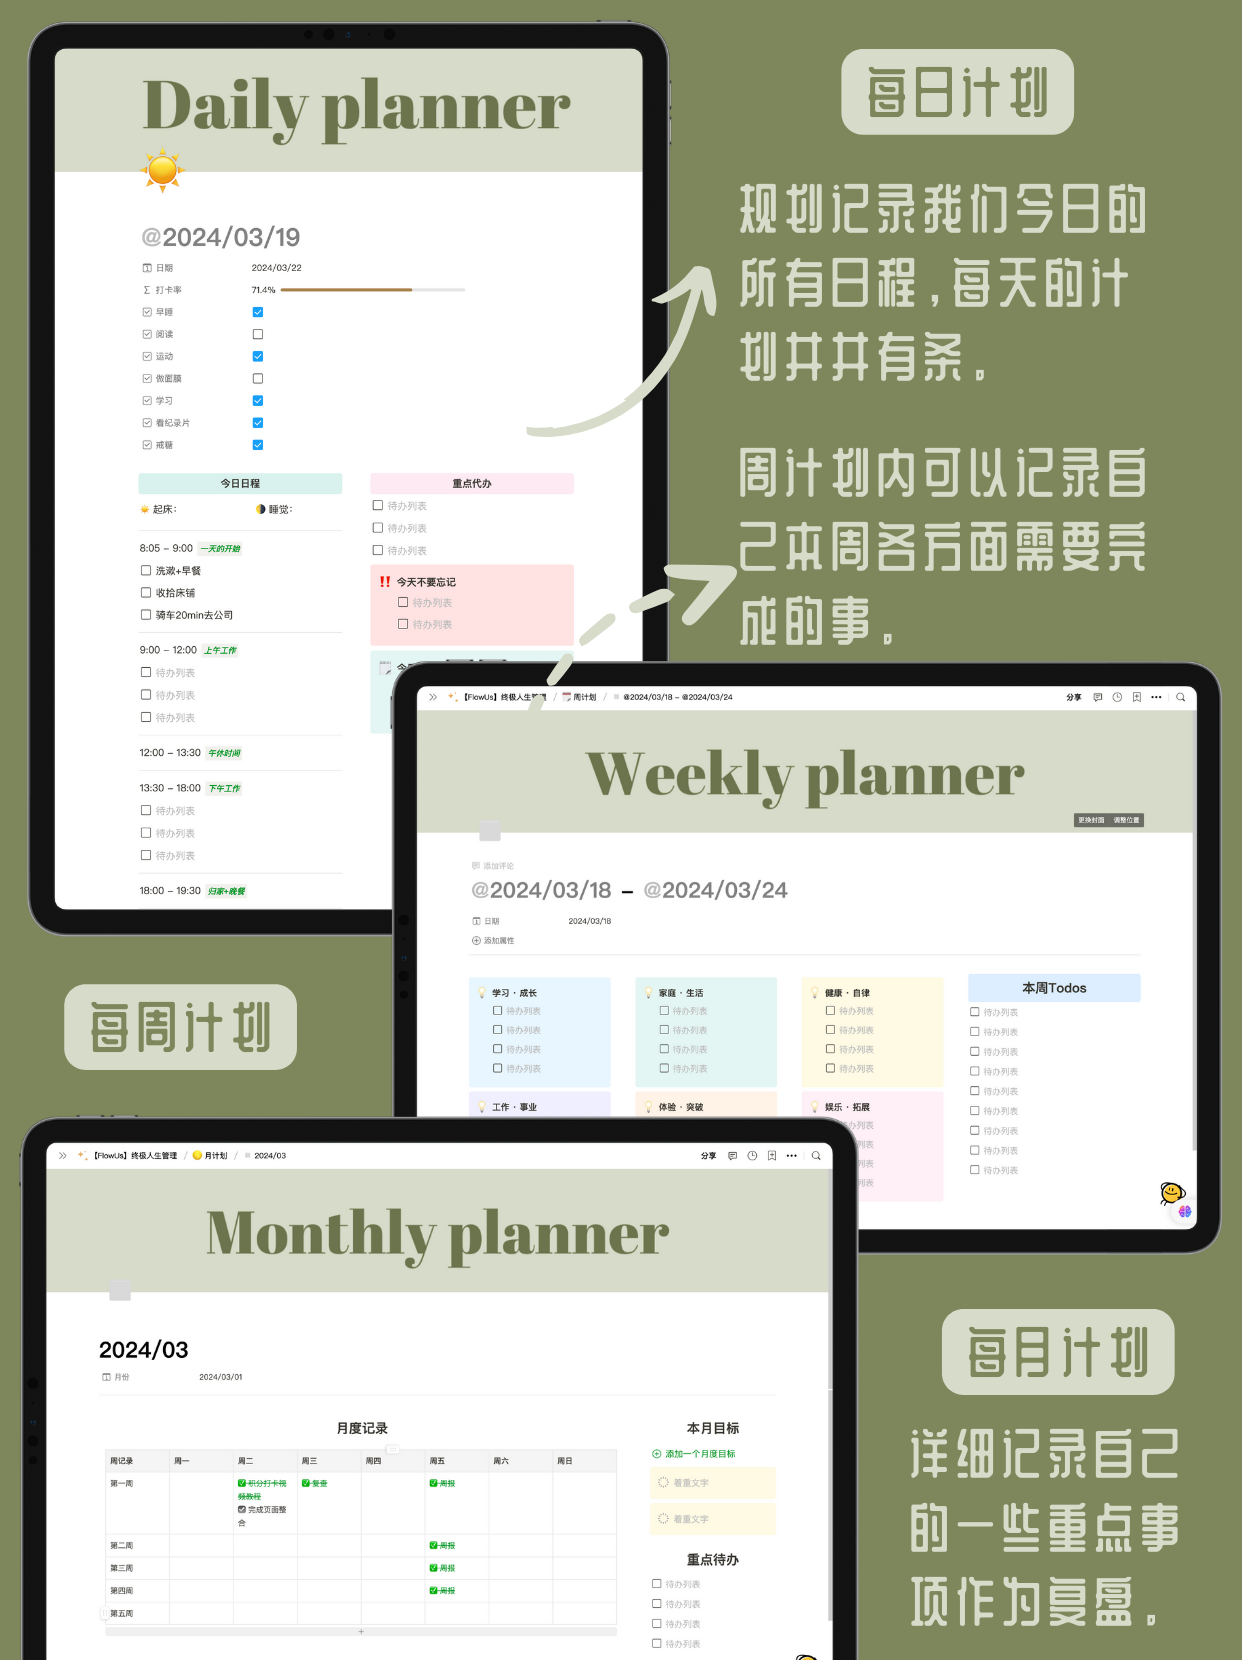 Daily planner
@2024/03/19
日期 2024/03/22
打卡率 71.4%
早睡
阅读
运动
做面膜
学习
看纪录片
戒糖
今日日程
起床: 睡觉:
8:05 – 9:00 一天的开始
洗漱+早餐
收拾床铺
骑车20min去公司
9:00 – 12:00 上午工作
待办列表
待办列表
待办列表
12:00 – 13:30 午休时间
13:30 – 18:00 下午工作
待办列表
待办列表
待办列表
18:00 – 19:30 归家+晚餐
重点代办
待办列表
待办列表
待办列表
!! 今天不要忘记
待办列表
待办列表
每日计划
规划记录我们今日的
所有日程,每天的计
划井井有条。
周计划内可以记录自
己本周各方面需要完
成的事。
【FlowUs】终极人生管理 / 周计划 / @2024/03/18 – @2024/03/24
分享
Weekly planner
更换封面 调整位置
添加评论
@2024/03/18 – @2024/03/24
日期 2024/03/18
添加属性
学习 · 成长
待办列表
待办列表
待办列表
待办列表
家庭 · 生活
待办列表
待办列表
待办列表
待办列表
健康 · 自律
待办列表
待办列表
待办列表
待办列表
本周Todos
待办列表
待办列表
待办列表
待办列表
待办列表
待办列表
待办列表
待办列表
待办列表
工作 · 事业
体验 · 突破
娱乐 · 拓展
办列表
列表
列表
每周计划
【FlowUs】终极人生管理 / 月计划 / 2024/03
分享
Monthly planner
2024/03
月份 2024/03/01
月度记录
周记录 周一 周二 周三 周四 周五 周六 周日
第一周 积分打卡视频教程 完成页面整合 复查 周报
第二周 周报
第三周 周报
第四周 周报
第五周
+
本月目标
添加一个月度目标
着重文字
着重文字
重点待办
待办列表
待办列表
待办列表
待办列表
每月计划
详细记录自己
的一些重点事
项作为复盘。